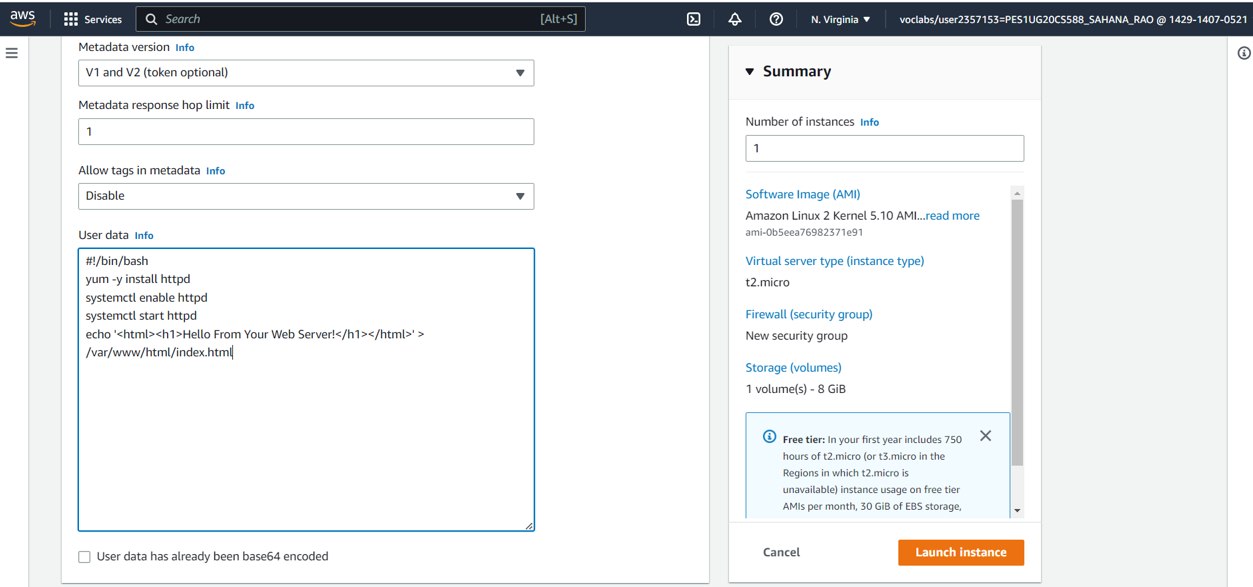 aws Services Search [Alt+S] N. Virginia ▼ voclabs/user2357153=PES1UG20CS588_SAHANA_RAO @ 1429-1407-0521
Metadata version Info
V1 and V2 (token optional)
Metadata response hop limit Info
1
Allow tags in metadata Info
Disable
User data Info
#!/bin/bash
yum -y install httpd
systemctl enable httpd
systemctl start httpd
echo '<html><h1>Hello From Your Web Server!</h1></html>' >
/var/www/html/index.html
User data has already been base64 encoded
Summary
Number of instances Info
1
Software Image (AMI)
Amazon Linux 2 Kernel 5.10 AMI...read more
ami-0b5eea76982371e91
Virtual server type (instance type)
t2.micro
Firewall (security group)
New security group
Storage (volumes)
1 volume(s) - 8 GiB
Free tier: In your first year includes 750
hours of t2.micro (or t3.micro in the
Regions in which t2.micro is
unavailable) instance usage on free tier
AMIs per month, 30 GiB of EBS storage,
Cancel Launch instance